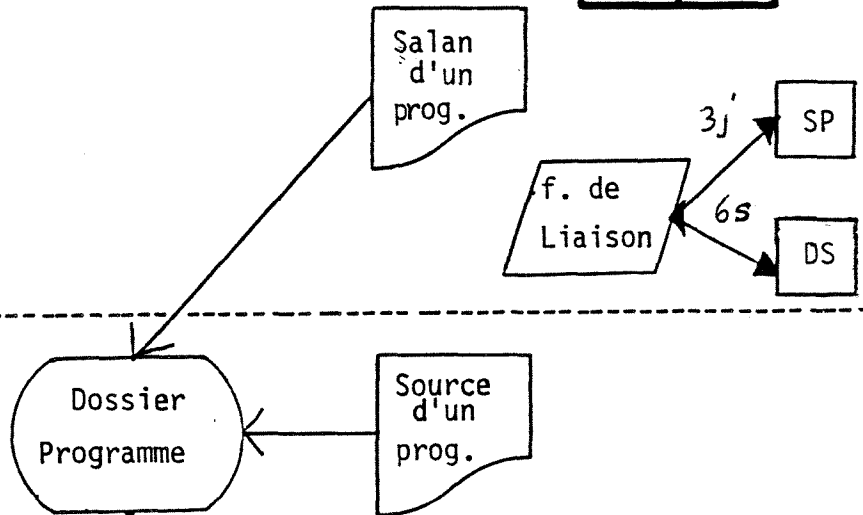 Salan
d'un
prog.
3j
SP
f. de
Liaison
6s
DS
Dossier
Programme
Source
d'un
prog.